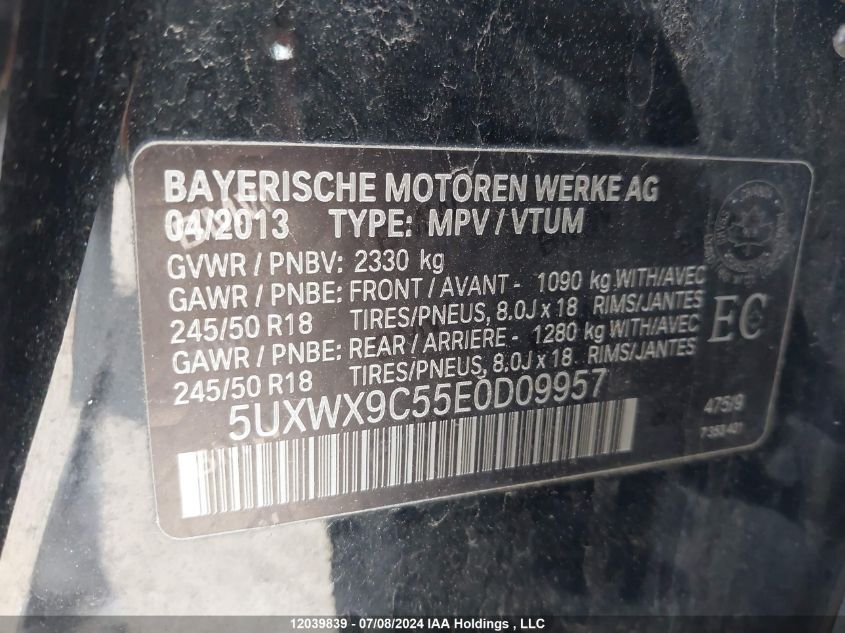 BAYERISCHE MOTOREN WERKE AG
04/2013 TYPE: MPV / VTUM
GVWR / PNBV: 2330 kg
GAWR / PNBE: FRONT / AVANT - 1090 kg WITH/AVEC
245/50 R18 TIRES/PNEUS, 8.0J x 18 RIMS/JANTES
GAWR / PNBE: REAR / ARRIERE - 1280 kg WITH/AVEC
245/50 R18 TIRES/PNEUS, 8.0J x 18 RIMS/JANTES
EC
5UXWX9C55E0D09957
475/9
12039839 - 07/08/2024 IAA Holdings , LLC